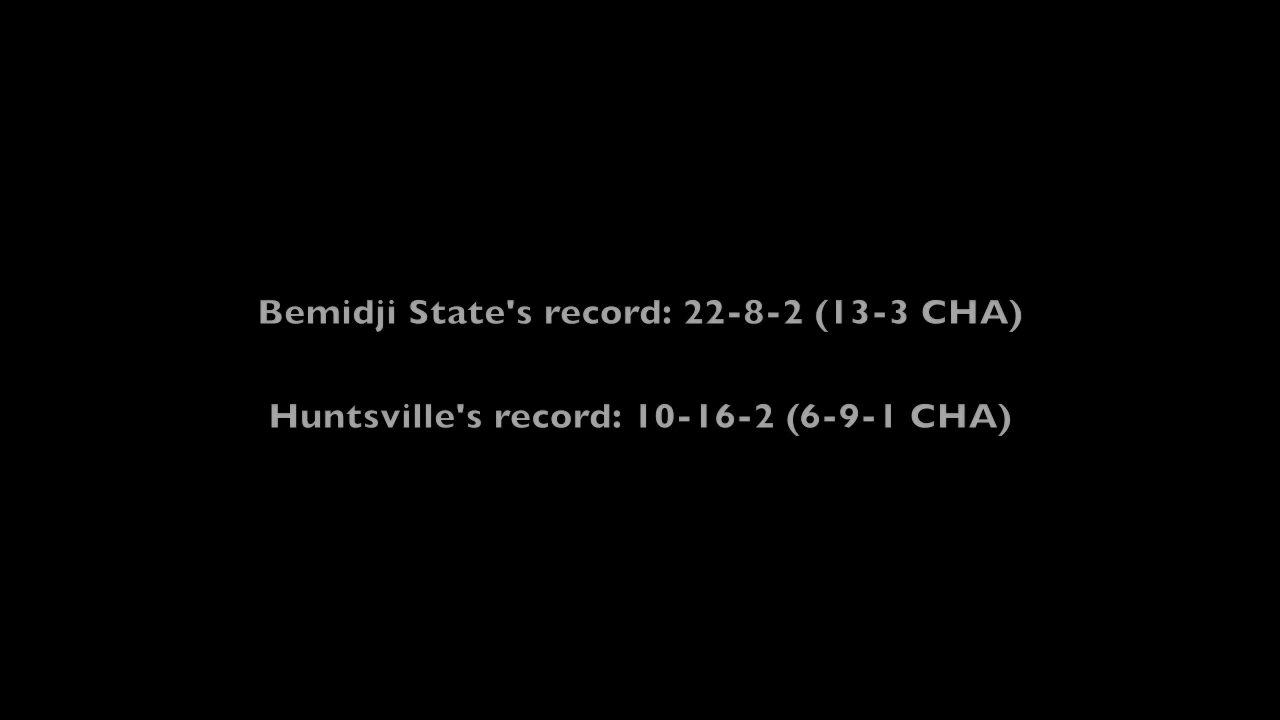 Bemidji State's record: 22-8-2 (13-3 CHA)
Huntsville's record: 10-16-2 (6-9-1 CHA)